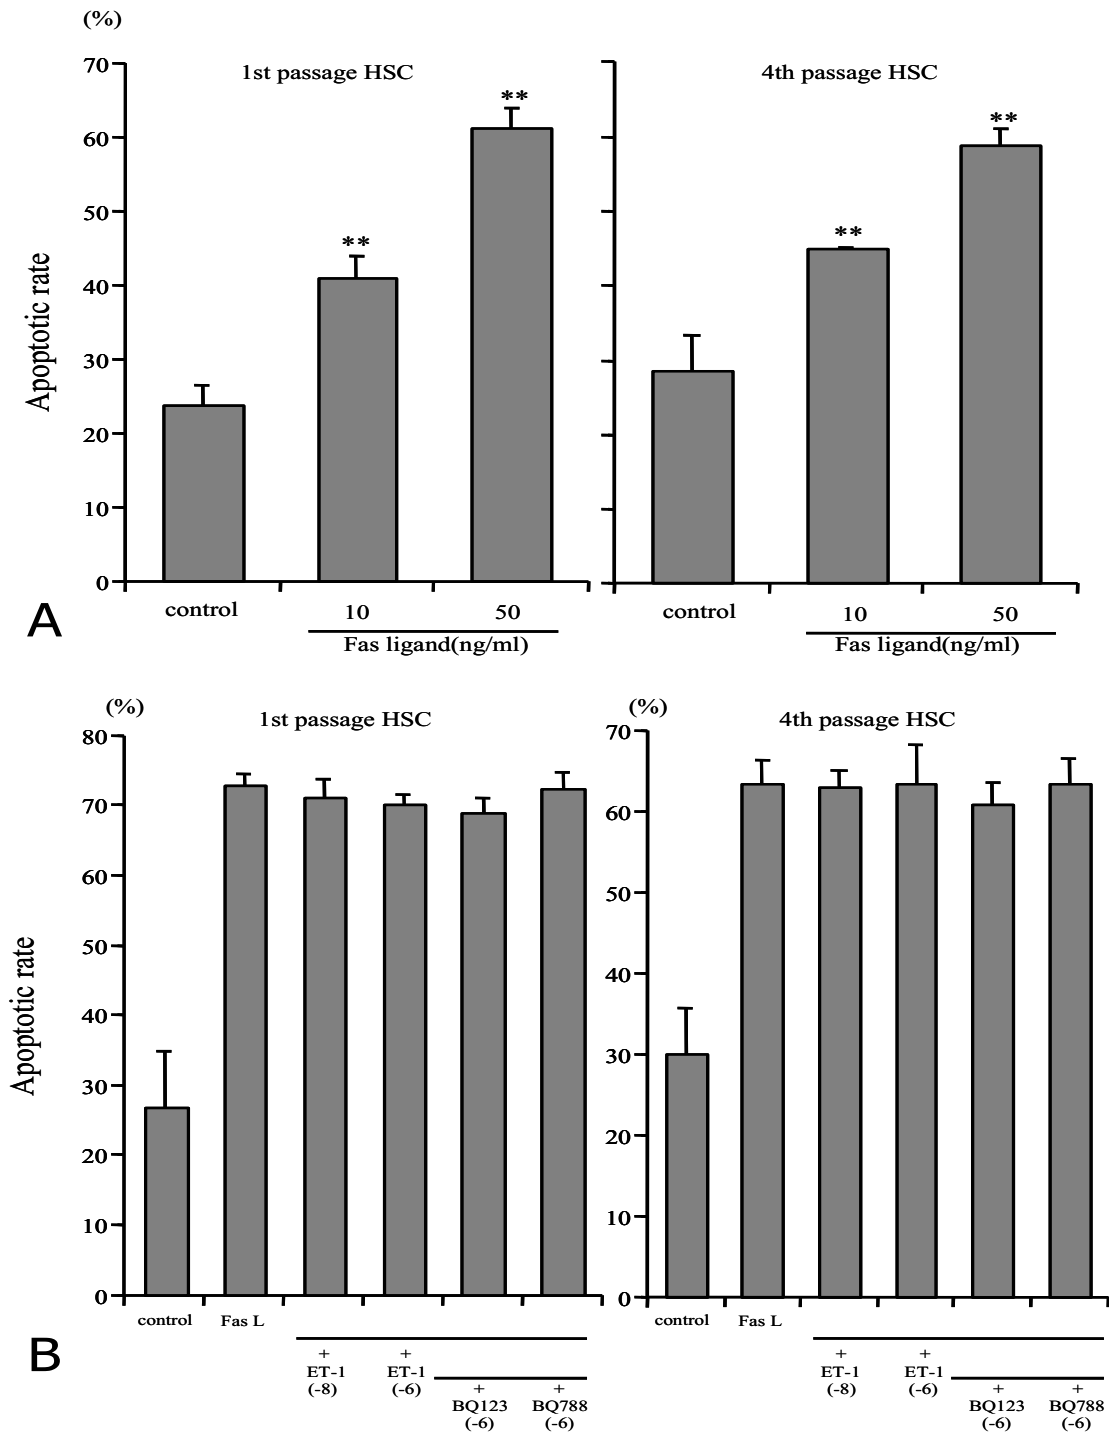 (%)
1st passage HSC
4th passage HSC
70
60
50
40
30
20
10
0
**
**
**
**
Apoptotic rate
control
10
50
Fas ligand(ng/ml)
control
10
50
Fas ligand(ng/ml)
A
(%)
1st passage HSC
80
70
60
50
40
30
20
10
0
Apoptotic rate
control
Fas L
+
ET-1
(-8)
+
ET-1
(-6)
+
BQ123
(-6)
+
BQ788
(-6)
(%)
4th passage HSC
70
60
50
40
30
20
10
0
control
Fas L
+
ET-1
(-8)
+
ET-1
(-6)
+
BQ123
(-6)
+
BQ788
(-6)
B